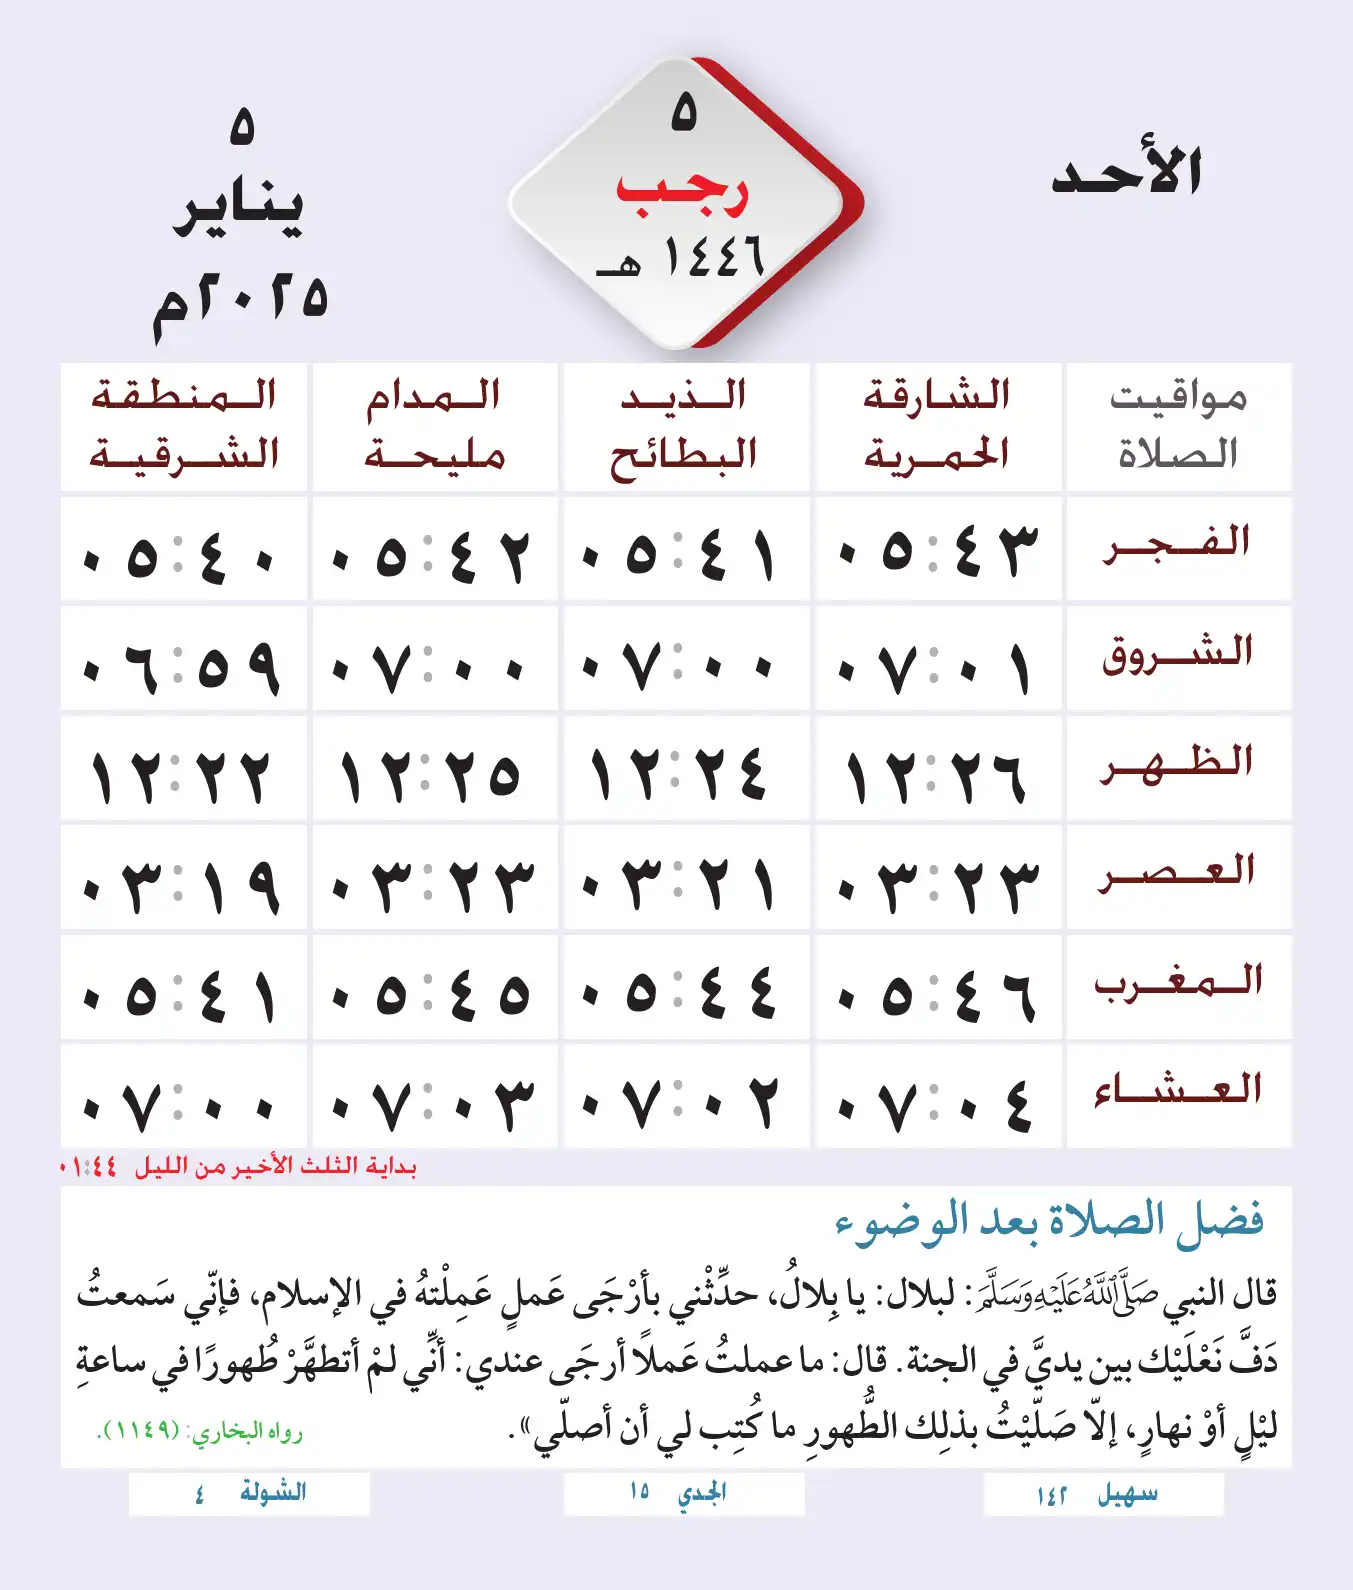 الأحد
٥
رجب
١٤٤٦ هـ
٥
يناير
٢٠٢٥م
مواقيت الصلاة
الشارقة الحمرية
الذيد البطائح
المدام مليحة
المنطقة الشرقية
الفجر ٠٥:٤٣ ٠٥:٤١ ٠٥:٤٢ ٠٥:٤٠
الشروق ٠٧:٠١ ٠٧:٠٠ ٠٧:٠٠ ٠٦:٥٩
الظهر ١٢:٢٦ ١٢:٢٤ ١٢:٢٥ ١٢:٢٢
العصر ٠٣:٢٣ ٠٣:٢١ ٠٣:٢٣ ٠٣:١٩
المغرب ٠٥:٤٦ ٠٥:٤٤ ٠٥:٤٥ ٠٥:٤١
العشاء ٠٧:٠٤ ٠٧:٠٢ ٠٧:٠٣ ٠٧:٠٠
بداية الثلث الأخير من الليل ٠١:٤٤
فضل الصلاة بعد الوضوء
قال النبي صَلَّى اللَّهُ عَلَيْهِ وَسَلَّمَ: لبلال: يا بِلالُ، حدِّثْني بأرْجَى عَملٍ عَمِلْتهُ في الإسلام، فإنّي سَمعتُ
دَفَّ نَعْلَيْك بين يديَّ في الجنة. قال: ما عملتُ عَملًا أرجَى عندي: أنِّي لمْ أتطهَّرْ طُهورًا في ساعةِ
ليْلٍ أوْ نهارٍ، إلاّ صَلّيْتُ بذلِك الطُّهورِ ما كُتِب لي أن أصلّي».
رواه البخاري: (١١٤٩).
سهيل ١٤٢
الجدي ١٥
الشولة ٤